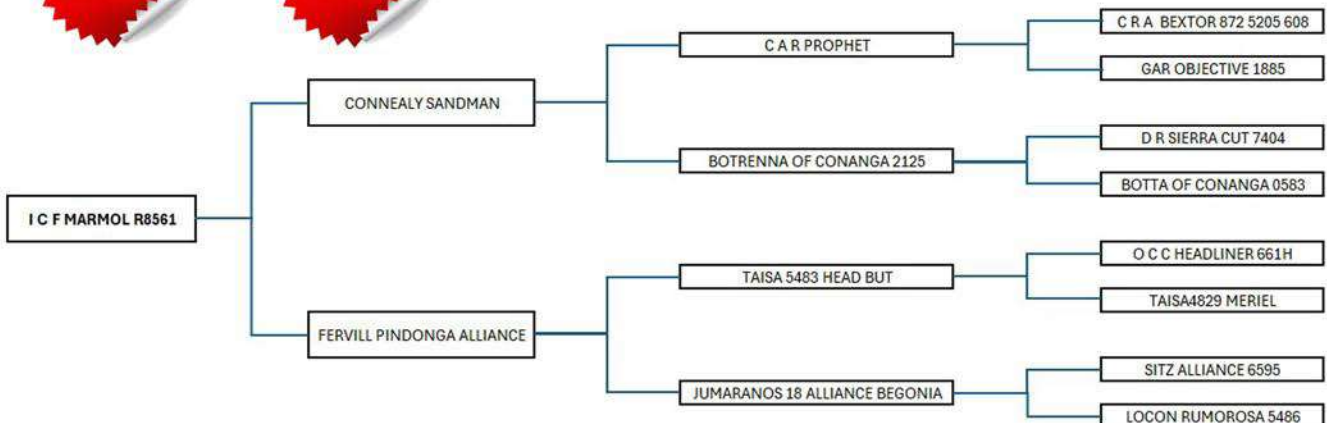 C R A BEXTOR 872 5205 608
C A R PROPHET
GAR OBJECTIVE 1885
CONNEALY SANDMAN
D R SIERRA CUT 7404
BOTRENNA OF CONANGA 2125
BOTTA OF CONANGA 0583
I C F MARMOL R8561
O C C HEADLINER 661H
TAISA 5483 HEAD BUT
TAISA4829 MERIEL
FERVILL PINDONGA ALLIANCE
SITZ ALLIANCE 6595
JUMARANOS 18 ALLIANCE BEGONIA
LOCON RUMOROSA 5486